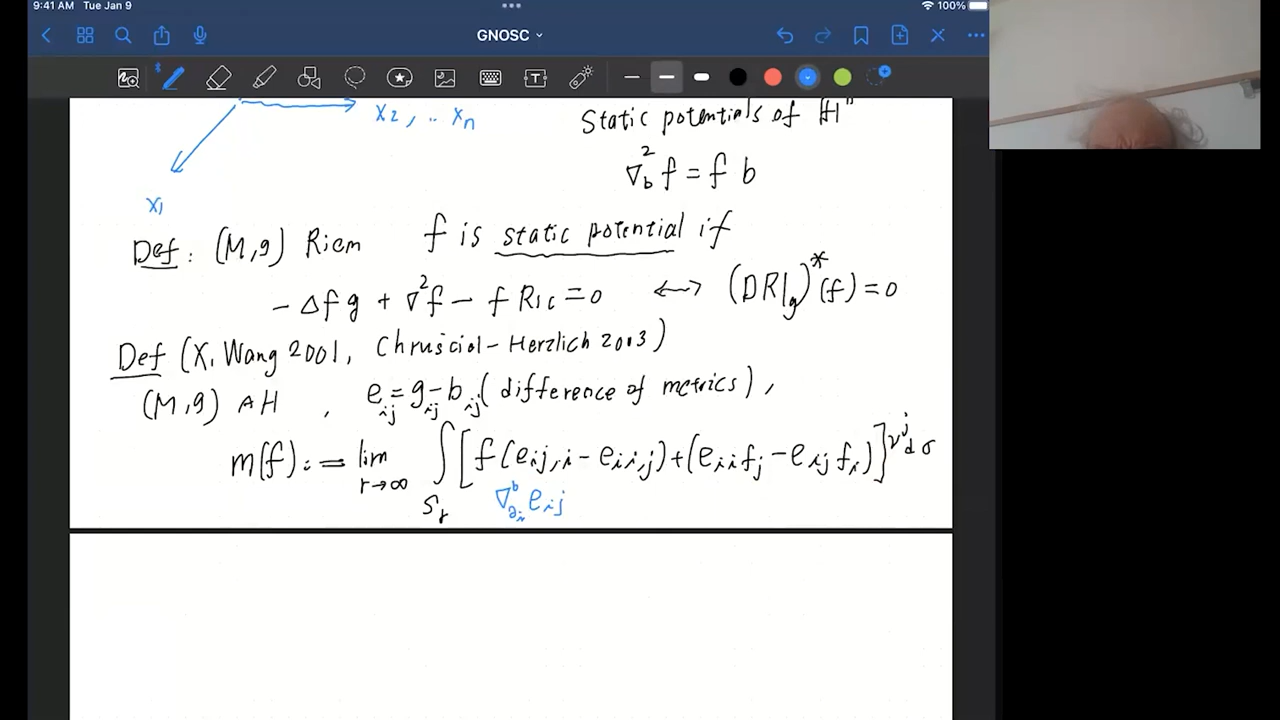 9:41 AM Tue Jan 9
100%
GNOSC
x₂, .. xₙ
x₁
Static potentials of ℍⁿ
∇²_b f = f b
Def : (M,g) Riem f is static potential if
-Δf g + ∇²f - f Ric = 0 ⟷ (DR|_g)^*(f) = 0
Def (X. Wang 2001, Chruściel-Herzlich 2003)
(M,g) AH , e_ij = g_ij - b_ij (difference of metrics),
m(f) := lim_{r→∞} ∫_{S_r} [f(e_ij,i - e_ii,j) + (e_ii f_j - e_ij f_i)] ν^j dσ
∇^b_{∂_i} e_ij